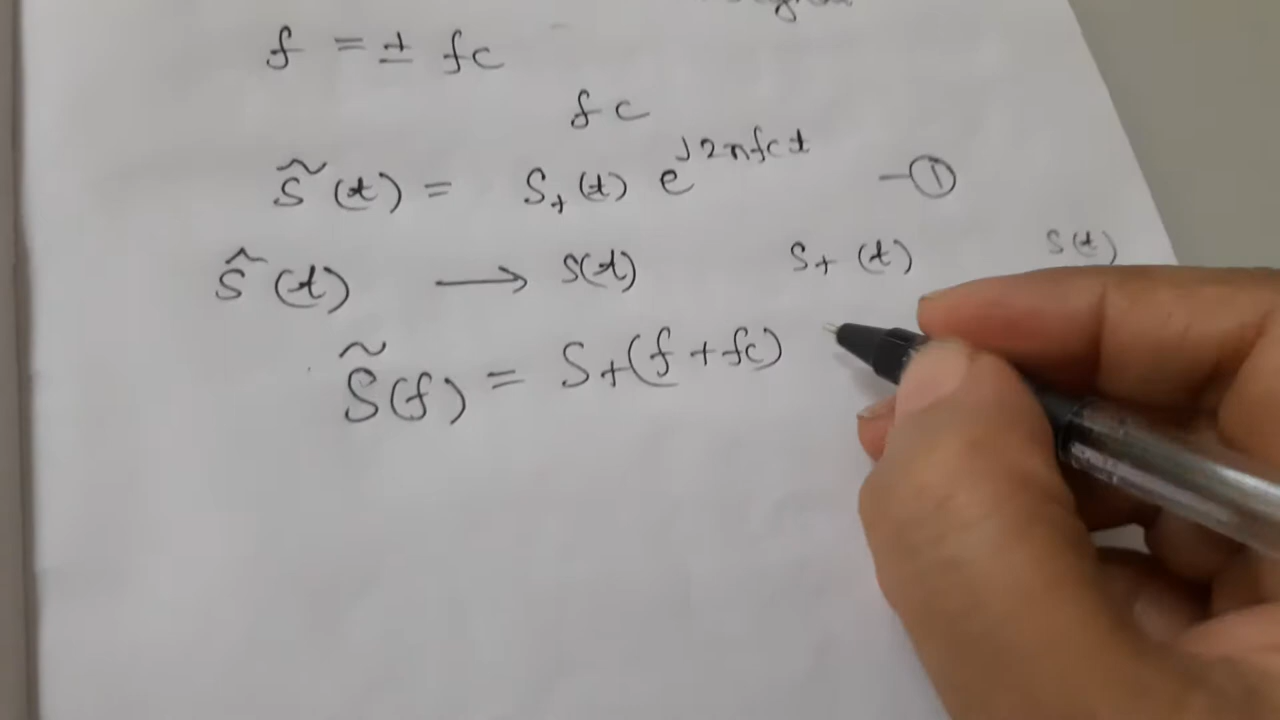 f = ± fc
fc
s̃(t) = S₊(t) e^{j2πfct} —①
ŝ(t) ⟶ s(t) S₊(t) s(t)
S̃(f) = S₊(f + fc)